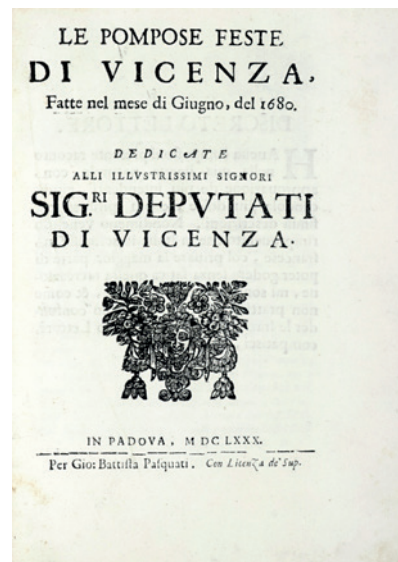 LE POMPOSE FESTE
DI VICENZA,
Fatte nel mese di Giugno, del 1680.
DEDICATE
ALLI ILLVSTRISSIMI SIGNORI
SIG.RI DEPVTATI
DI VICENZA.
IN PADOVA, M DC LXXX.
Per Gio: Battista Pasquati. Con Licenza de' Sup.